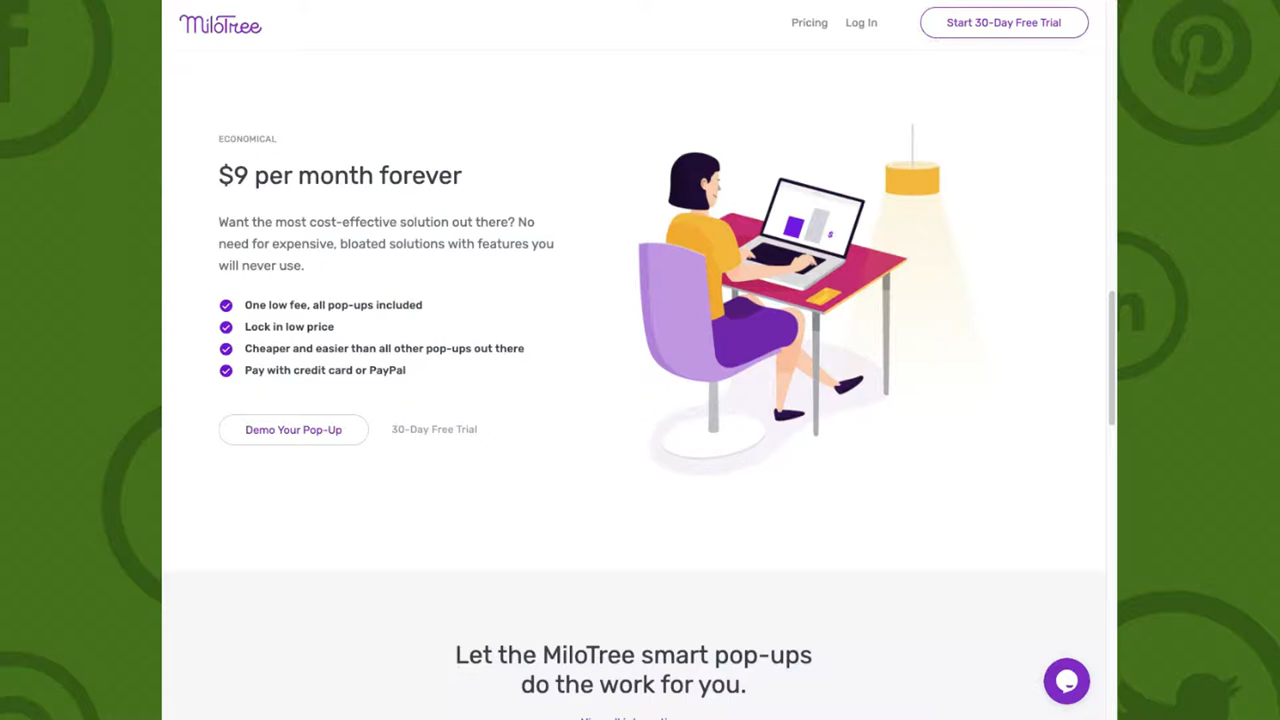 MiloTree
Pricing
Log In
Start 30-Day Free Trial
ECONOMICAL
$9 per month forever
Want the most cost-effective solution out there? No
need for expensive, bloated solutions with features you
will never use.
One low fee, all pop-ups included
Lock in low price
Cheaper and easier than all other pop-ups out there
Pay with credit card or PayPal
Demo Your Pop-Up
30-Day Free Trial
Let the MiloTree smart pop-ups
do the work for you.